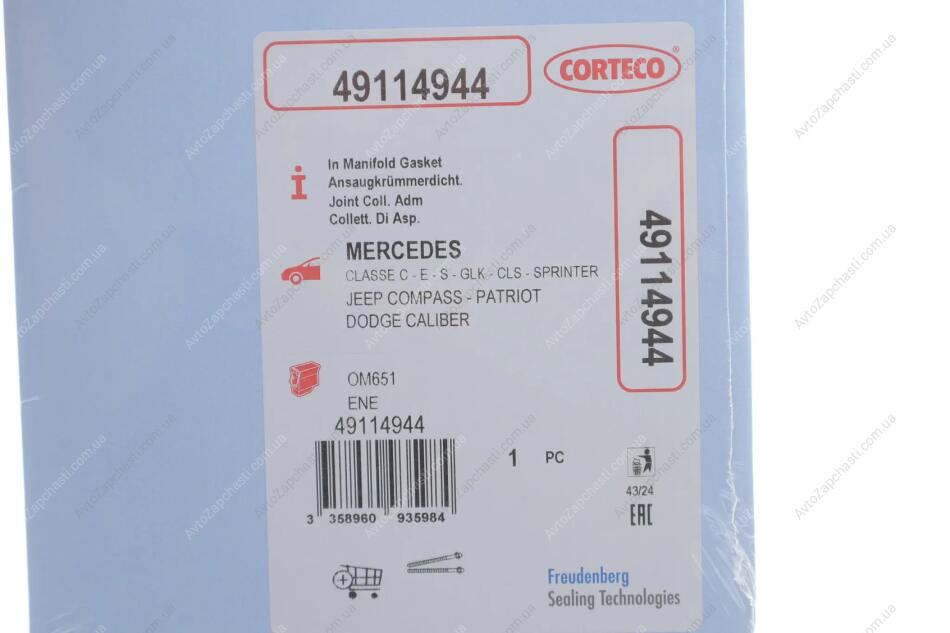 49114944
CORTECO®
In Manifold Gasket
Ansaugkrümmerdicht.
Joint Coll. Adm
Collett. Di Asp.
49114944
MERCEDES
CLASSE C - E - S - GLK - CLS - SPRINTER
JEEP COMPASS - PATRIOT
DODGE CALIBER
OM651
ENE
49114944
1 PC
3 358960 935984
43/24
EAC
Freudenberg
Sealing Technologies
AvtoZapchasti.com.ua